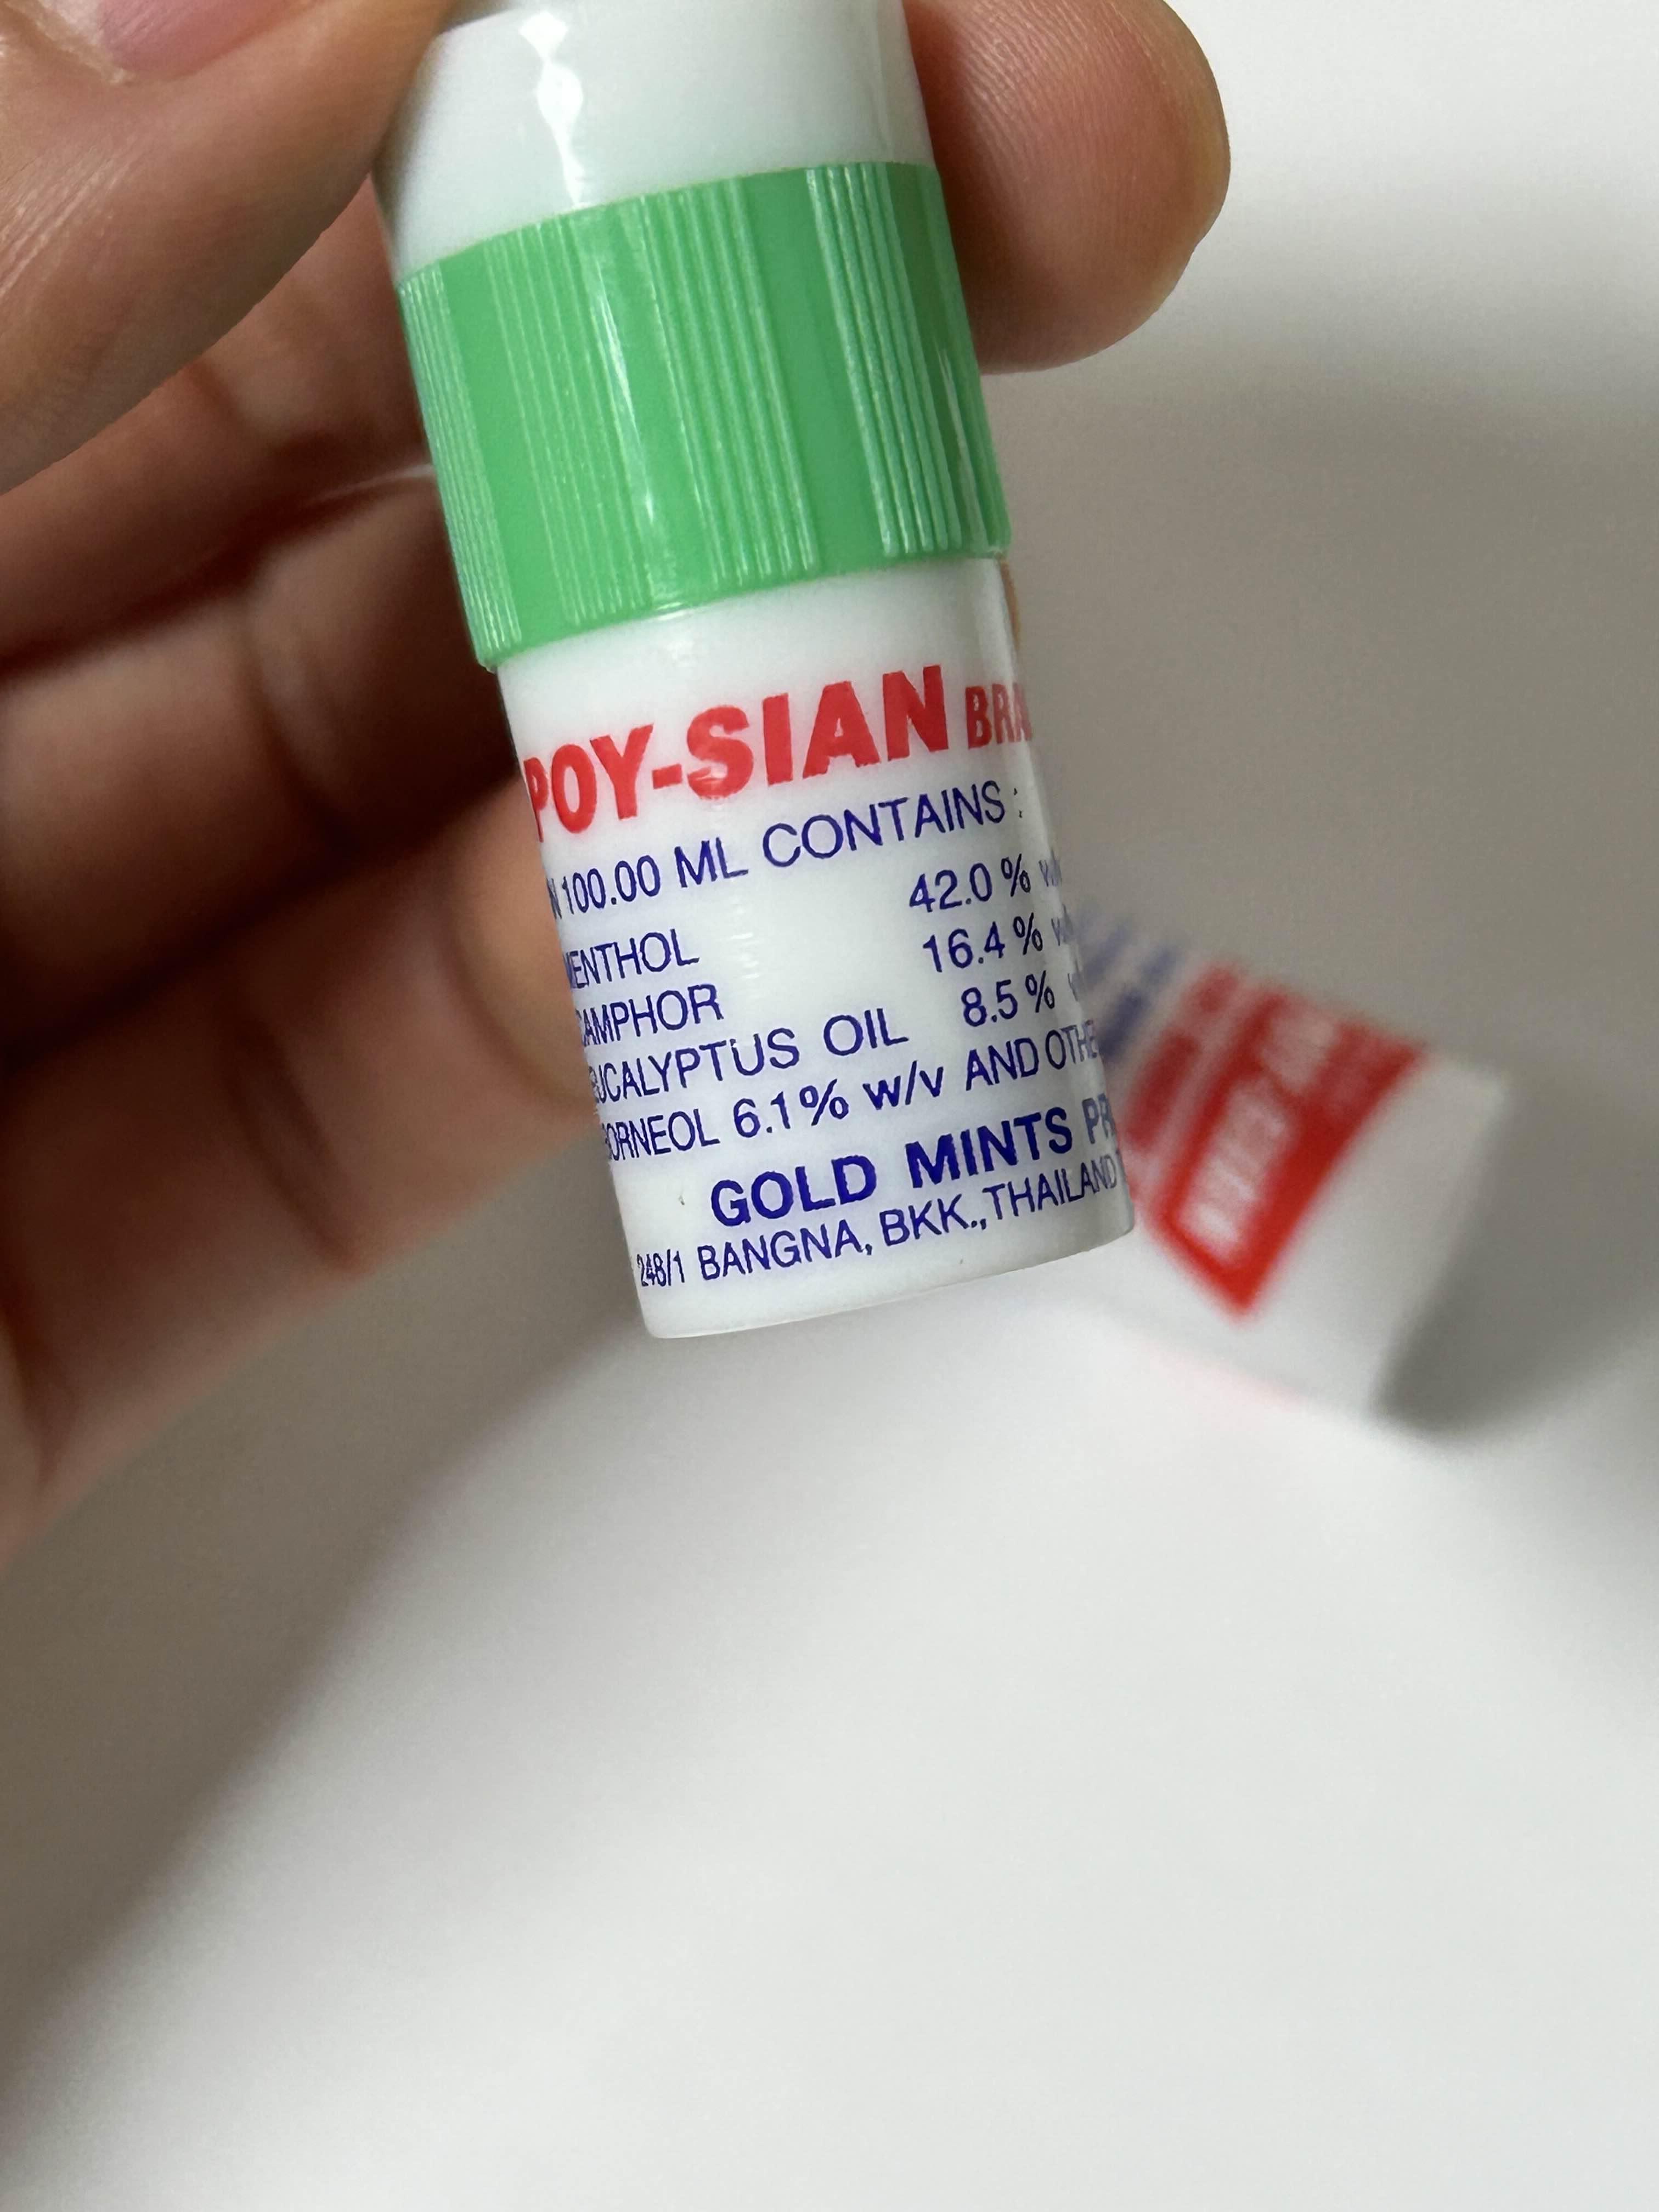 POY-SIAN BRA
N 100.00 ML CONTAINS :
MENTHOL 42.0 % w/
CAMPHOR 16.4 % w/
EUCALYPTUS OIL 8.5 %
BORNEOL 6.1 % w/v AND OTHE
GOLD MINTS PR
248/1 BANGNA, BKK., THAILAND